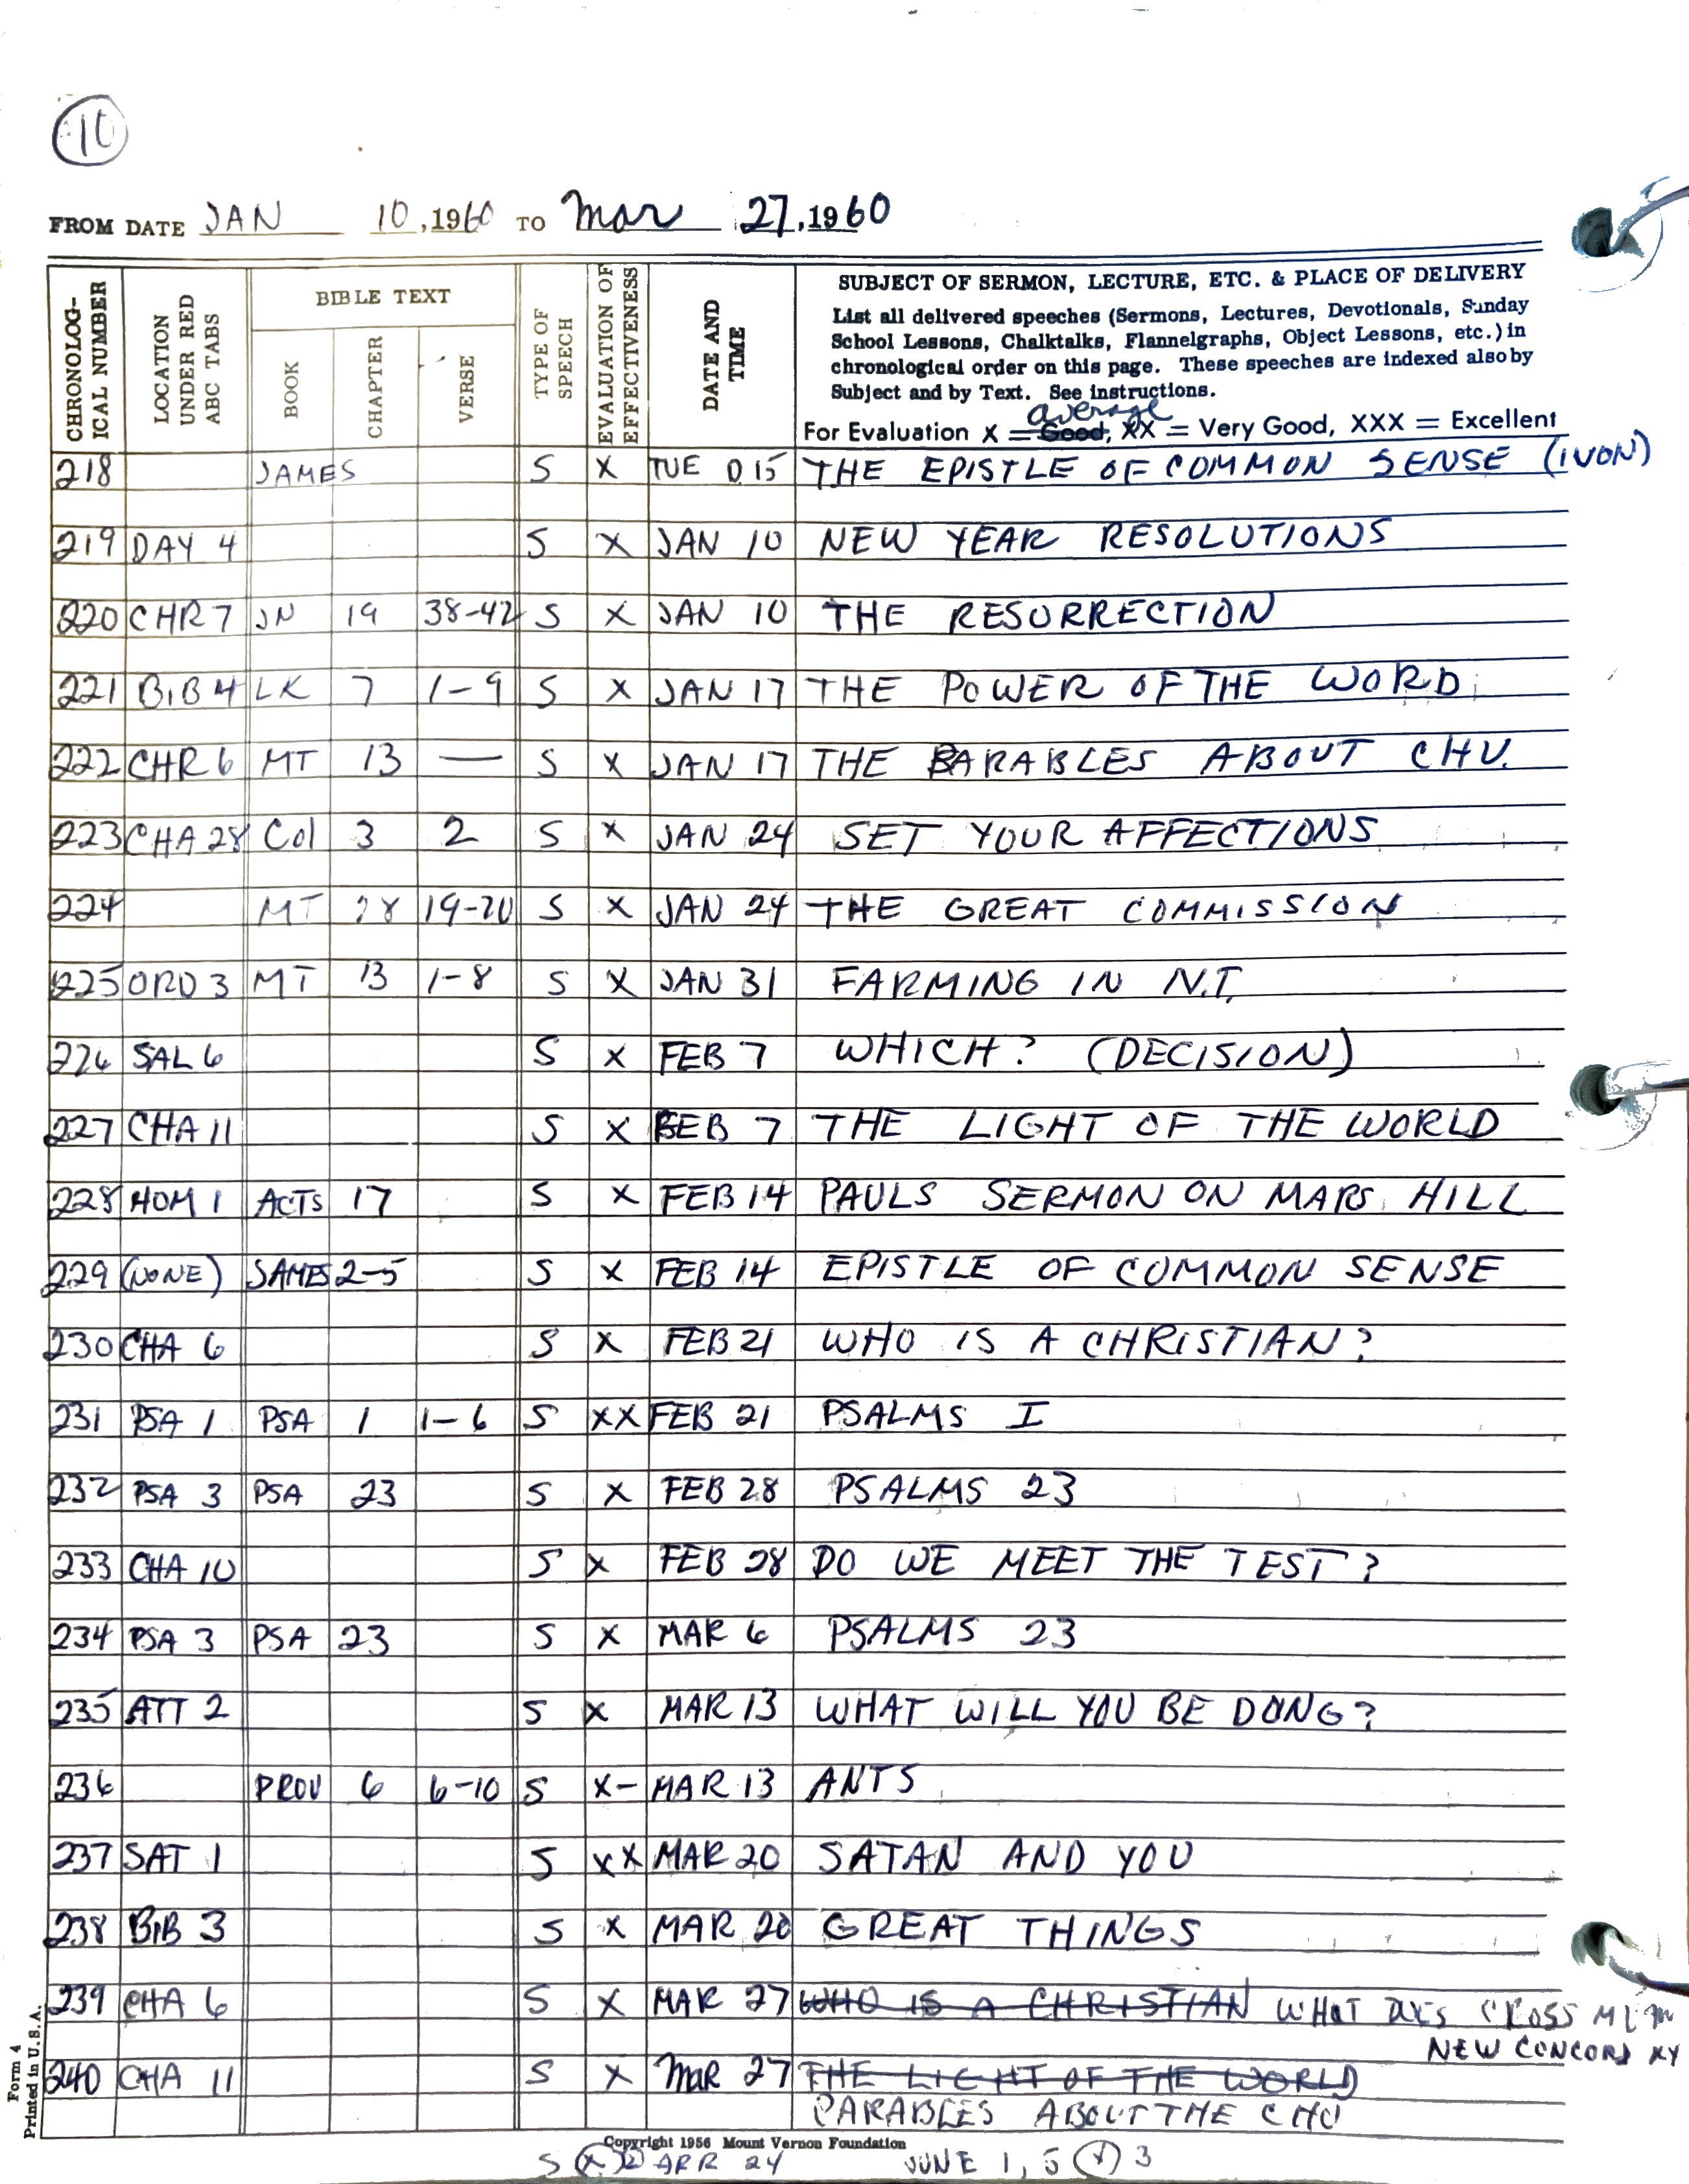 10
FROM DATE JAN 10, 1960 TO Mar 27, 1960
CHRONOLOG-ICAL NUMBER
LOCATION UNDER RED ABC TABS
BIBLE TEXT
BOOK
CHAPTER
VERSE
TYPE OF SPEECH
EVALUATION OF EFFECTIVENESS
DATE AND TIME
SUBJECT OF SERMON, LECTURE, ETC. & PLACE OF DELIVERY
List all delivered speeches (Sermons, Lectures, Devotionals, Sunday
School Lessons, Chalktalks, Flannelgraphs, Object Lessons, etc.) in
chronological order on this page. These speeches are indexed also by
Subject and by Text. See instructions.
average
For Evaluation X = Good, XX = Very Good, XXX = Excellent
218 JAMES S X TUE D 15 THE EPISTLE OF COMMON SENSE (IVON)
219 DAY 4 S X JAN 10 NEW YEAR RESOLUTIONS
220 CHR 7 JN 19 38-42 S X JAN 10 THE RESURRECTION
221 BIB 4 LK 7 1-9 S X JAN 17 THE POWER OF THE WORD
222 CHR 6 MT 13 — S X JAN 17 THE PARABLES ABOUT CHU.
223 CHA 28 Col 3 2 S X JAN 24 SET YOUR AFFECTIONS
224 MT 28 19-20 S X JAN 24 THE GREAT COMMISSION
225 ORD 3 MT 13 1-8 S X JAN 31 FARMING IN N.T.
226 SAL 6 S X FEB 7 WHICH? (DECISION)
227 CHA 11 S X FEB 7 THE LIGHT OF THE WORLD
228 HOM 1 ACTS 17 S X FEB 14 PAULS SERMON ON MARS HILL
229 (NONE) JAMES 2-5 S X FEB 14 EPISTLE OF COMMON SENSE
230 CHA 6 S X FEB 21 WHO IS A CHRISTIAN?
231 PSA 1 PSA 1 1-6 S XX FEB 21 PSALMS I
232 PSA 3 PSA 23 S X FEB 28 PSALMS 23
233 CHA 10 S X FEB 28 DO WE MEET THE TEST?
234 PSA 3 PSA 23 S X MAR 6 PSALMS 23
235 ATT 2 S X MAR 13 WHAT WILL YOU BE DONG?
236 PROV 6 6-10 S X- MAR 13 ANTS
237 SAT 1 S XX MAR 20 SATAN AND YOU
238 BIB 3 S X MAR 20 GREAT THINGS
239 CHA 6 S X MAR 27 WHO IS A CHRISTIAN WHAT DOES CROSS
NEW CONCORD KY
240 CHA 11 S X MAR 27 THE LIGHT OF THE WORLD
PARABLES ABOUT THE CHU
Form 4
Printed in U.S.A.
Copyright 1956 Mount Vernon Foundation
S APR 24 JUNE 1, 5 3